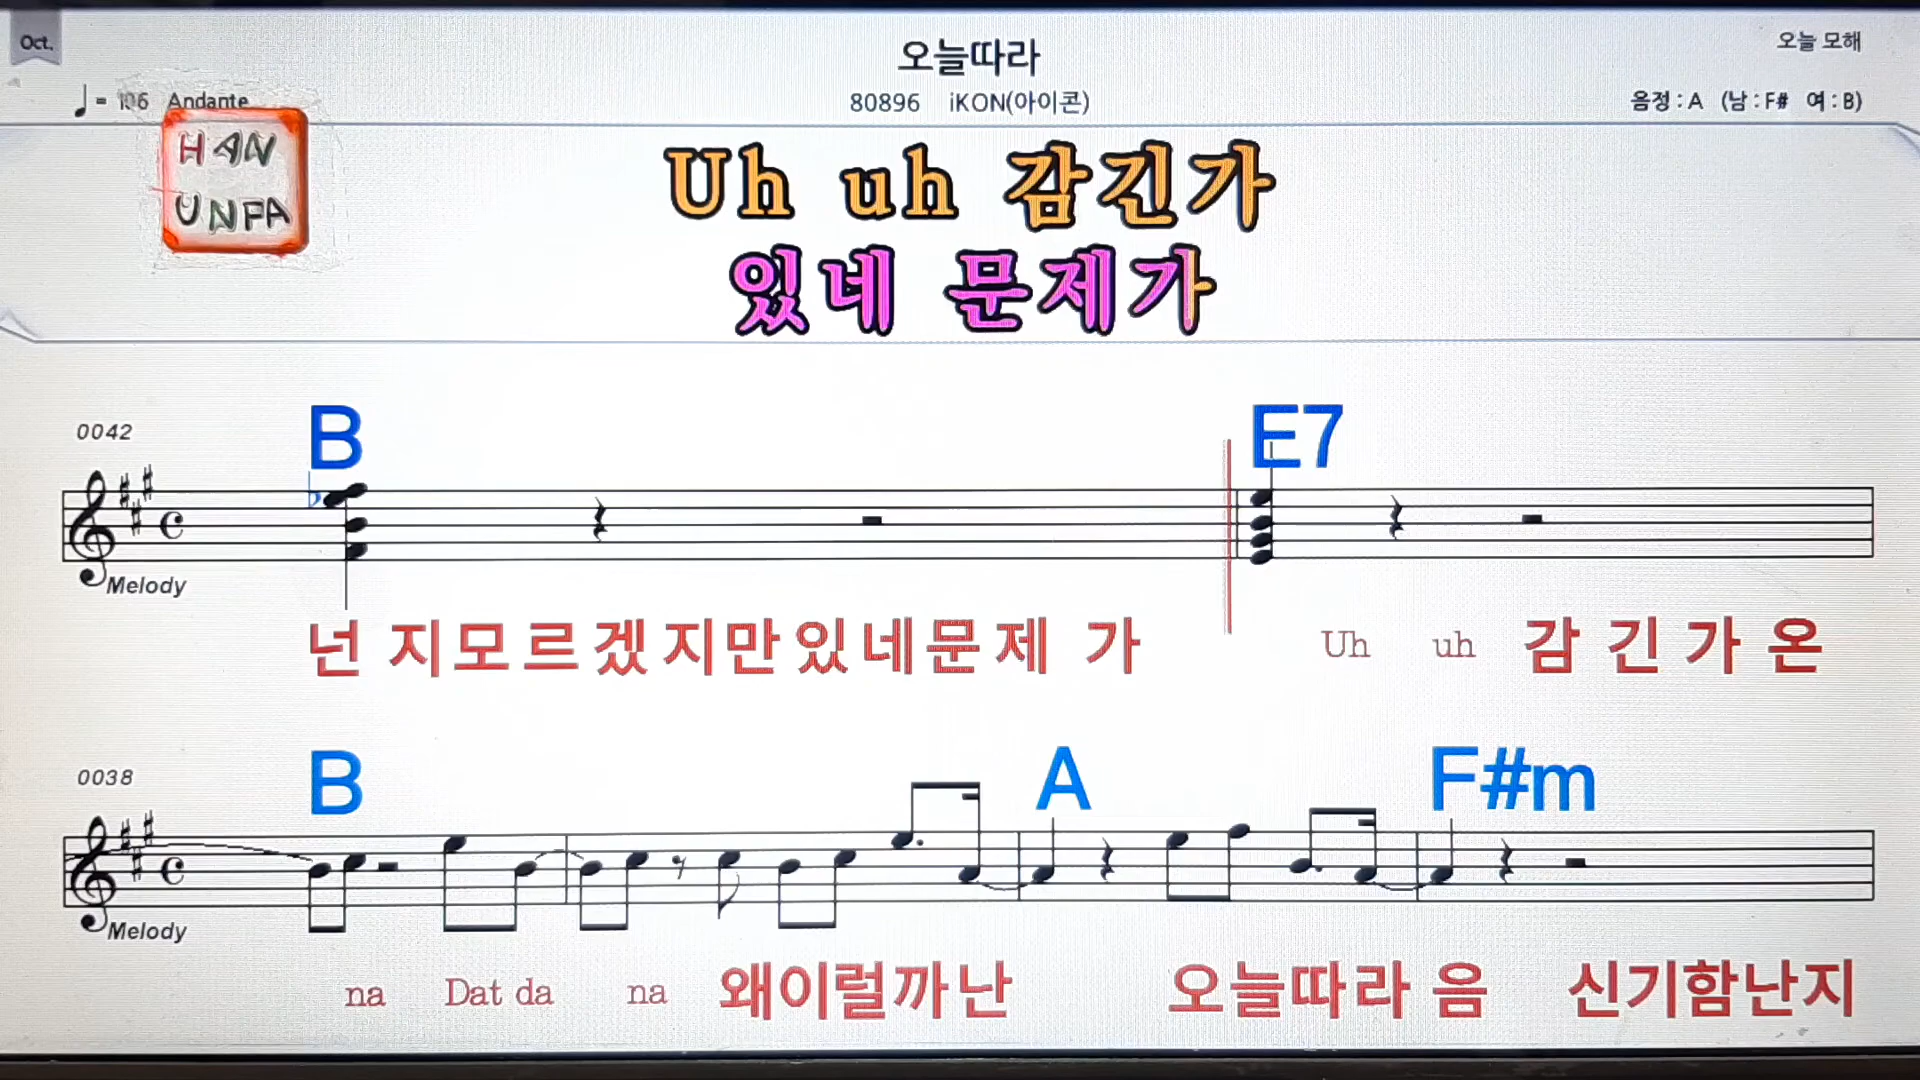 Oct.
오늘따라
오늘 모해
♩= 106 Andante
80896 iKON(아이콘)
음정 : A (남 : F# 여 : B)
HAN
UNFA
Uh uh 감긴가
있네 문제가
0042 B E7
Melody
넌 지모르겠지만있네문제 가 Uh uh 감 긴 가 온
0038 B A F#m
Melody
na Dat da na 왜이럴까난 오늘따라 음 신기함난지